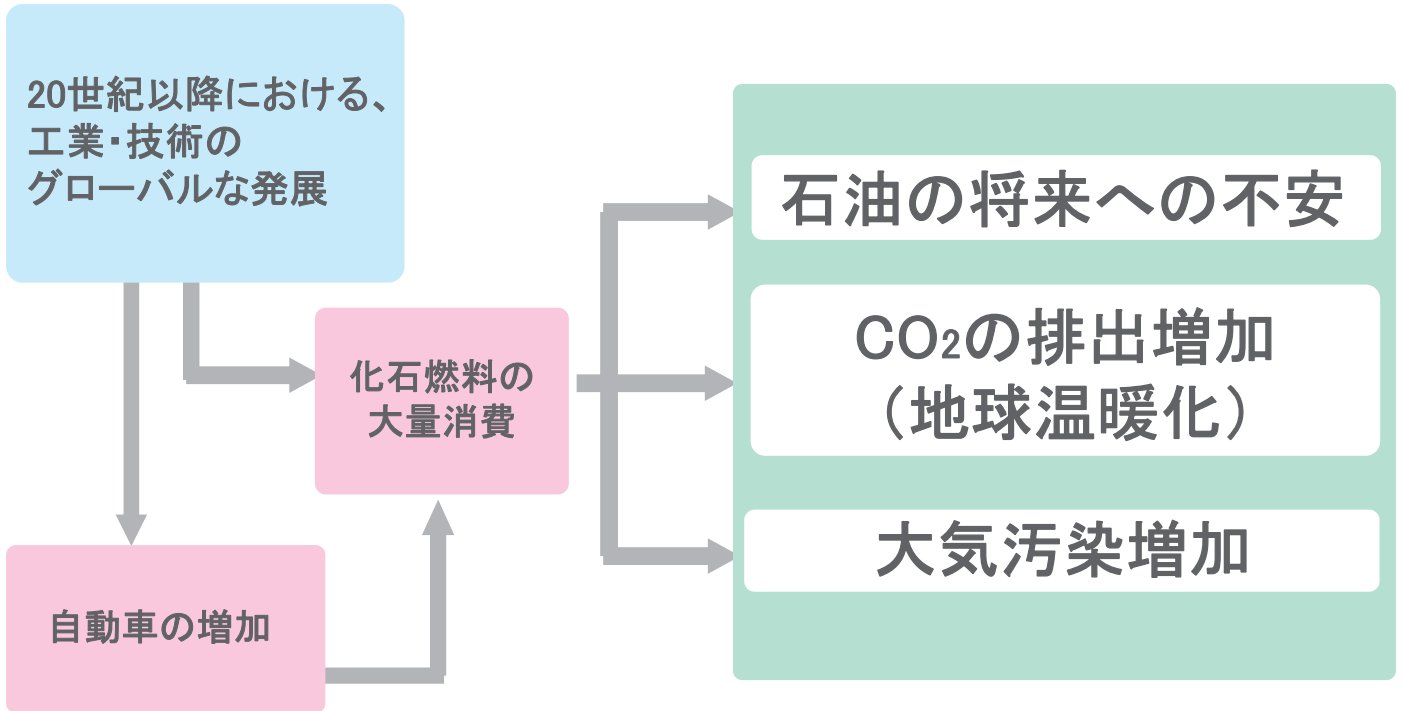 20世紀以降における、
工業・技術の
グローバルな発展
化石燃料の
大量消費
自動車の増加
石油の将来への不安
CO₂の排出増加
（地球温暖化）
大気汚染増加